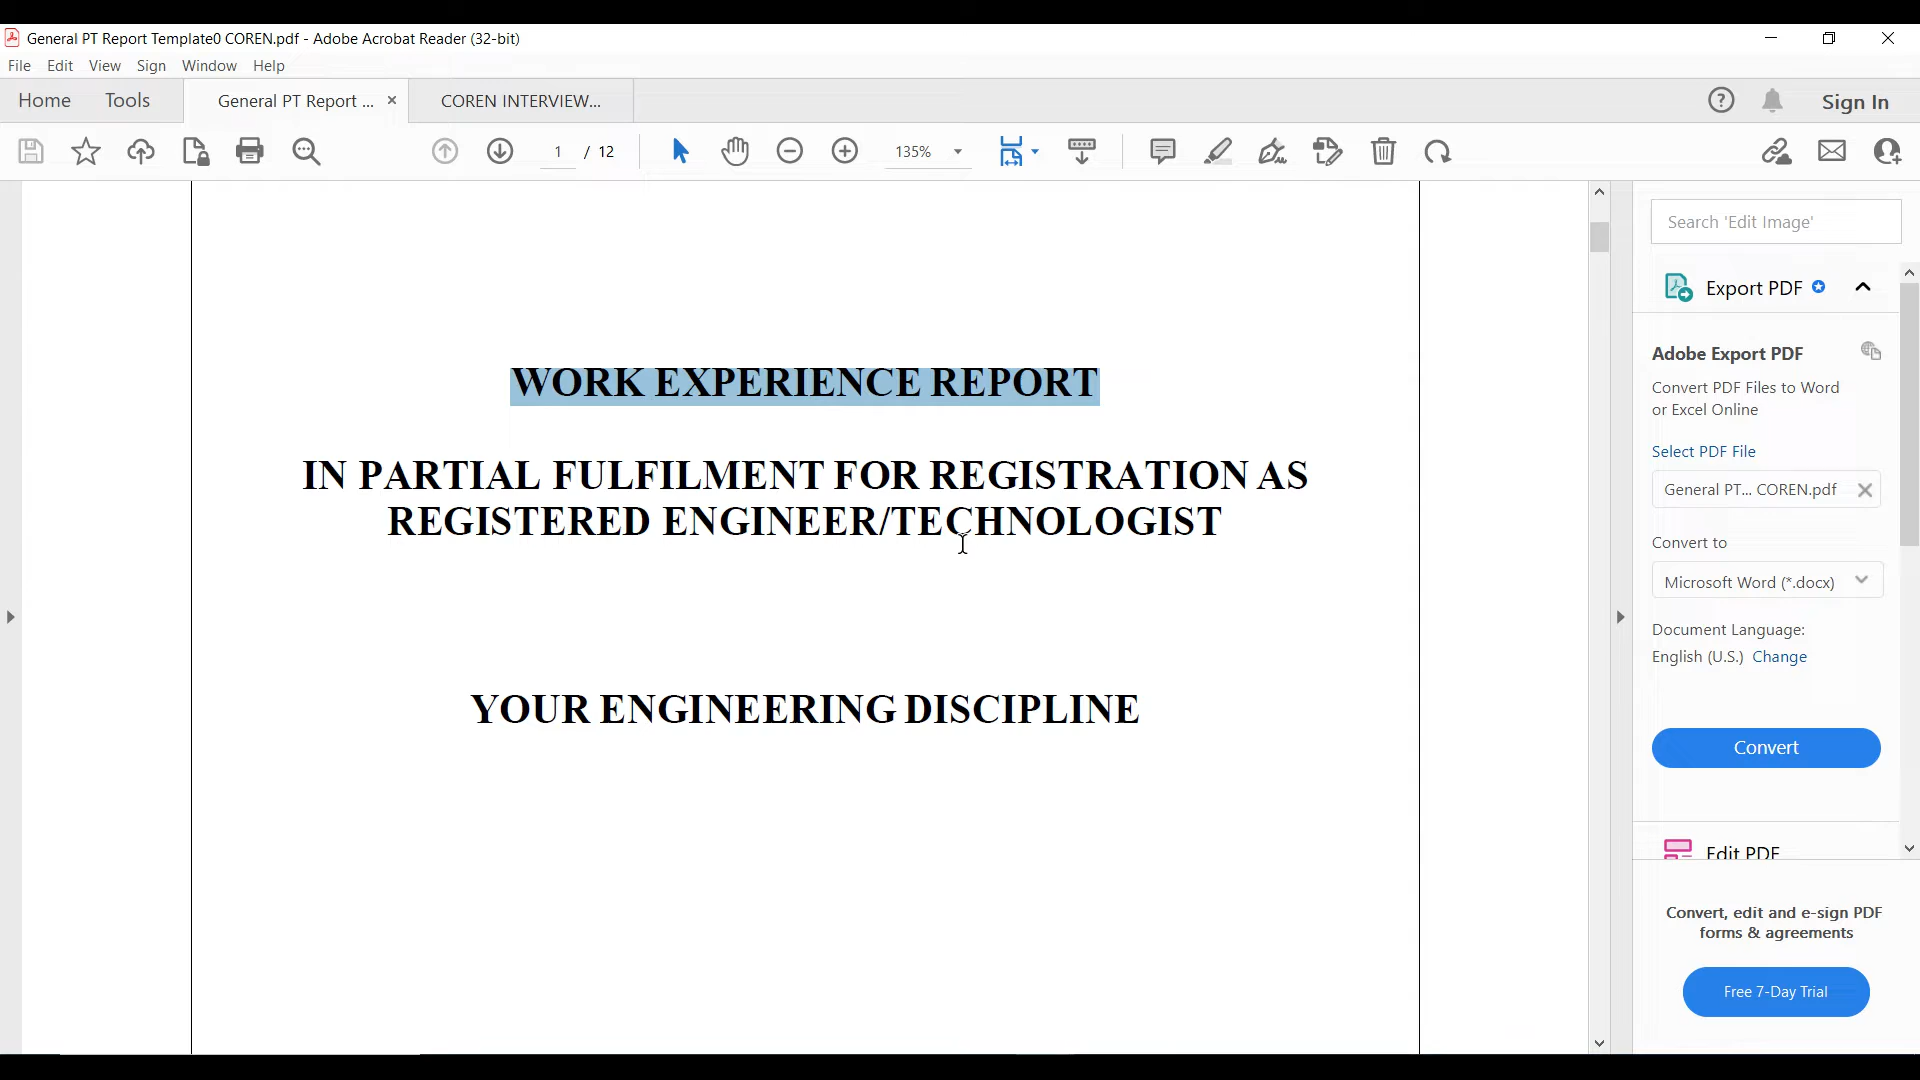 General PT Report Template0 COREN.pdf - Adobe Acrobat Reader (32-bit)
File Edit View Sign Window Help
Home Tools General PT Report ... × COREN INTERVIEW... Sign In
1 / 12 135%
WORK EXPERIENCE REPORT
IN PARTIAL FULFILMENT FOR REGISTRATION AS
REGISTERED ENGINEER/TECHNOLOGIST
YOUR ENGINEERING DISCIPLINE
Search 'Edit Image'
Export PDF
Adobe Export PDF
Convert PDF Files to Word
or Excel Online
Select PDF File
General PT... COREN.pdf
Convert to
Microsoft Word (*.docx)
Document Language:
English (U.S.) Change
Convert
Edit PDF
Convert, edit and e-sign PDF
forms & agreements
Free 7-Day Trial